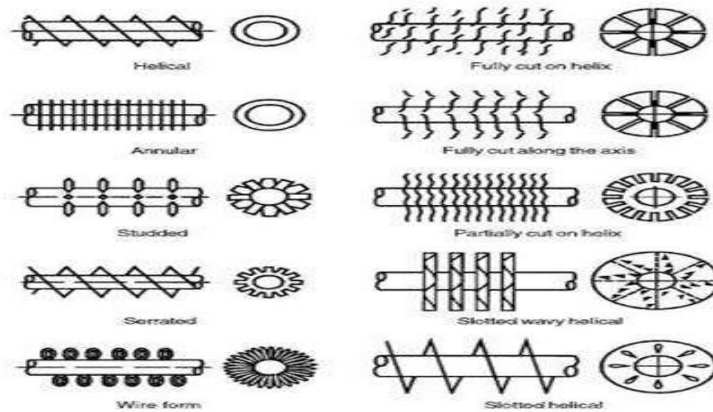 Helical
Fully cut on helix
Annular
Fully cut along the axis
Studded
Partially cut on helix
Serrated
Slotted wavy helical
Wire form
Slotted helical